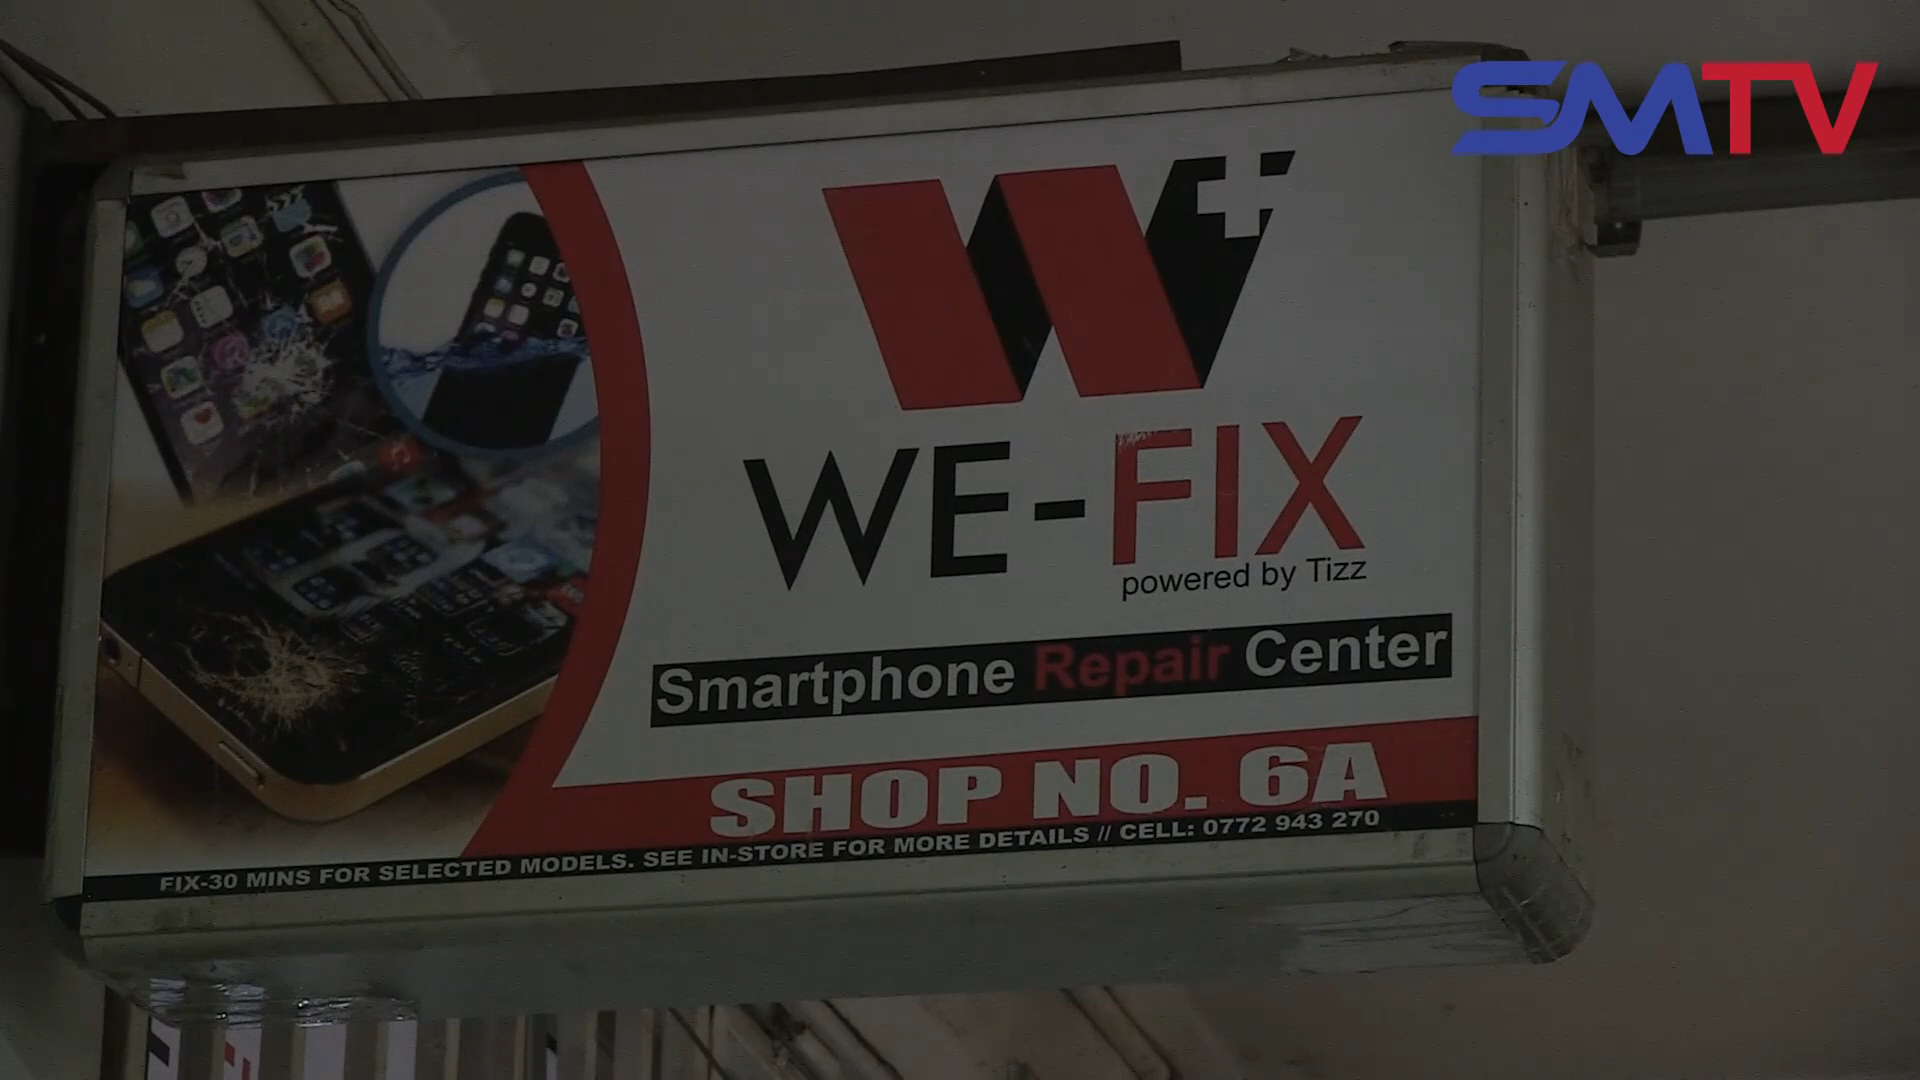 SMTV
W+
WE-FIX
powered by Tizz
Smartphone Repair Center
SHOP NO. 6A
FIX-30 MINS FOR SELECTED MODELS. SEE IN-STORE FOR MORE DETAILS // CELL: 0772 943 270